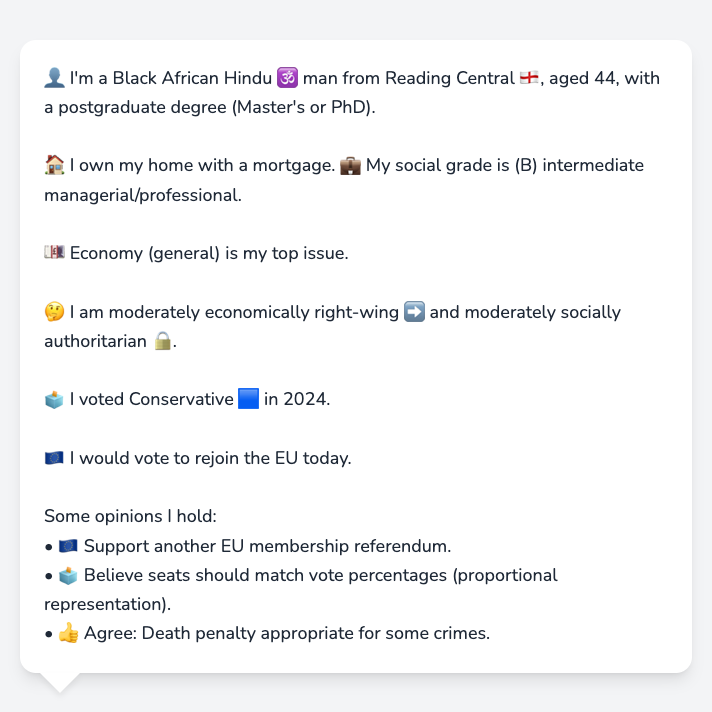 👤 I'm a Black African Hindu 🕉️ man from Reading Central 🏴󠁧󠁢󠁥󠁮󠁧󠁿, aged 44, with
a postgraduate degree (Master's or PhD).
🏠 I own my home with a mortgage. 💼 My social grade is (B) intermediate
managerial/professional.
💷 Economy (general) is my top issue.
🤔 I am moderately economically right-wing ➡️ and moderately socially
authoritarian 🔒.
🗳️ I voted Conservative 🟦 in 2024.
🇪🇺 I would vote to rejoin the EU today.
Some opinions I hold:
• 🇪🇺 Support another EU membership referendum.
• 🗳️ Believe seats should match vote percentages (proportional
representation).
• 👍 Agree: Death penalty appropriate for some crimes.